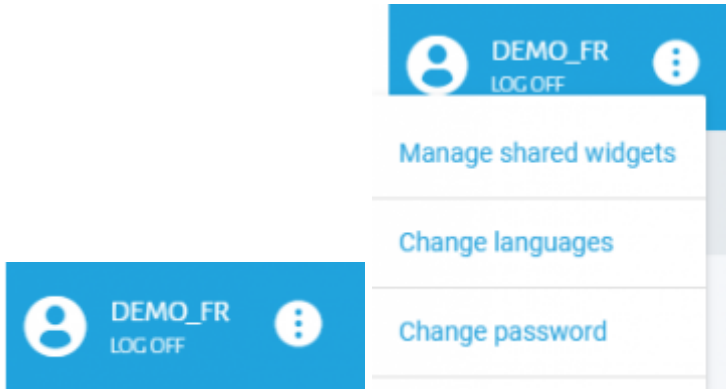 DEMO_FR
LOG OFF
DEMO_FR
LOG OFF
Manage shared widgets
Change languages
Change password